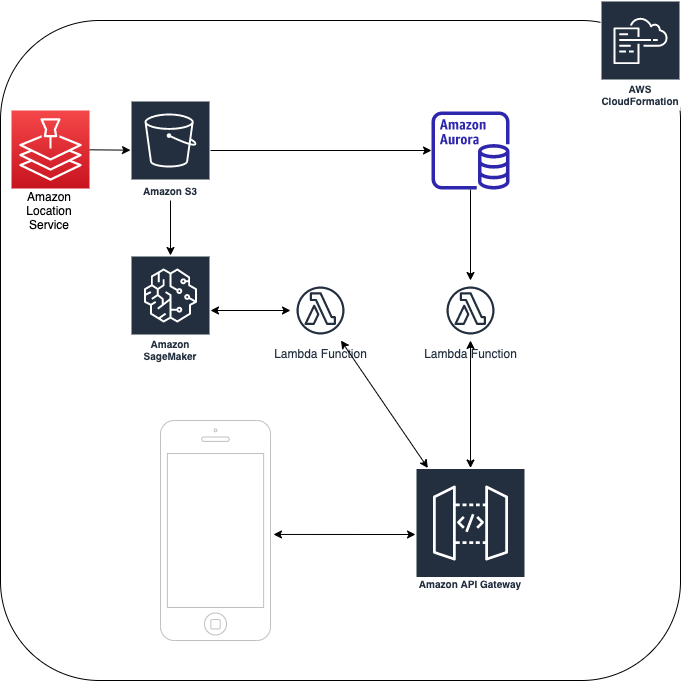 AWS
CloudFormation
Amazon
Aurora
Amazon S3
Amazon
Location
Service
Amazon
SageMaker
Lambda Function
Lambda Function
</>
Amazon API Gateway